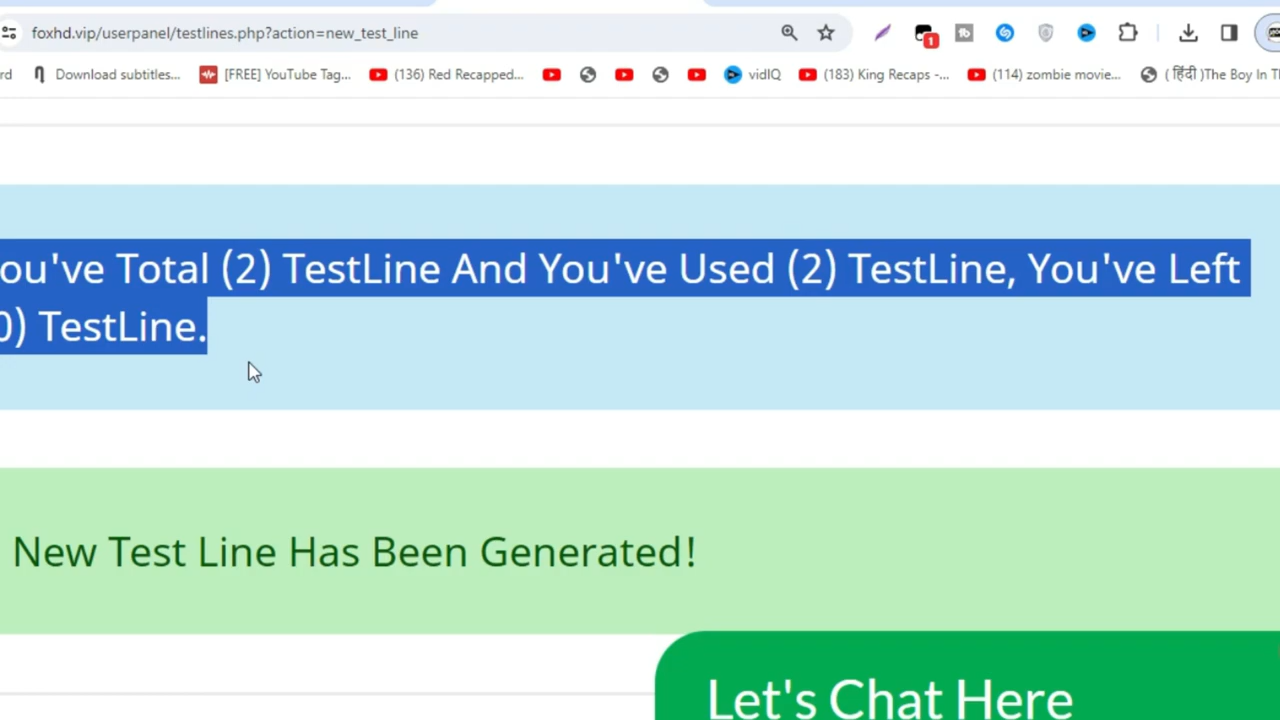 foxhd.vip/userpanel/testlines.php?action=new_test_line
1
rd Download subtitles... [FREE] YouTube Tag... (136) Red Recapped... vidIQ (183) King Recaps -... (114) zombie movie... (हिंदी )The Boy In Th
ou've Total (2) TestLine And You've Used (2) TestLine, You've Left
0) TestLine.
New Test Line Has Been Generated!
Let's Chat Here